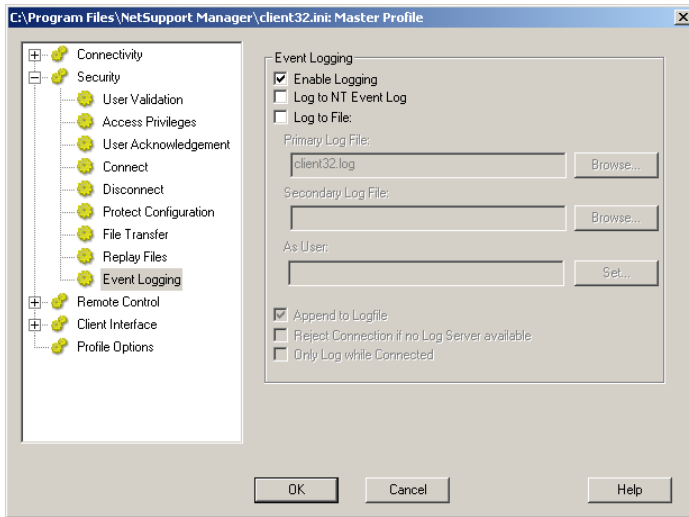 C:\Program Files\NetSupport Manager\client32.ini: Master Profile
Connectivity
Security
User Validation
Access Privileges
User Acknowledgement
Connect
Disconnect
Protect Configuration
File Transfer
Replay Files
Event Logging
Remote Control
Client Interface
Profile Options
Event Logging
Enable Logging
Log to NT Event Log
Log to File:
Primary Log File:
client32.log
Browse...
Secondary Log File:
Browse...
As User:
Set...
Append to Logfile
Reject Connection if no Log Server available
Only Log while Connected
OK
Cancel
Help